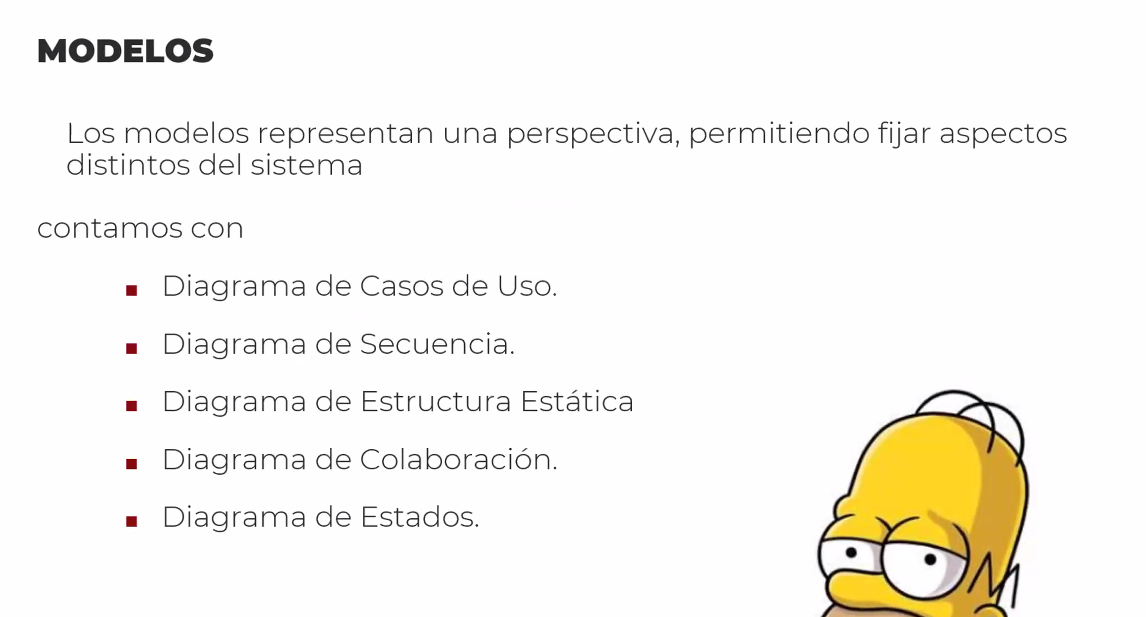 MODELOS
Los modelos representan una perspectiva, permitiendo fijar aspectos
distintos del sistema
contamos con
Diagrama de Casos de Uso.
Diagrama de Secuencia.
Diagrama de Estructura Estática
Diagrama de Colaboración.
Diagrama de Estados.